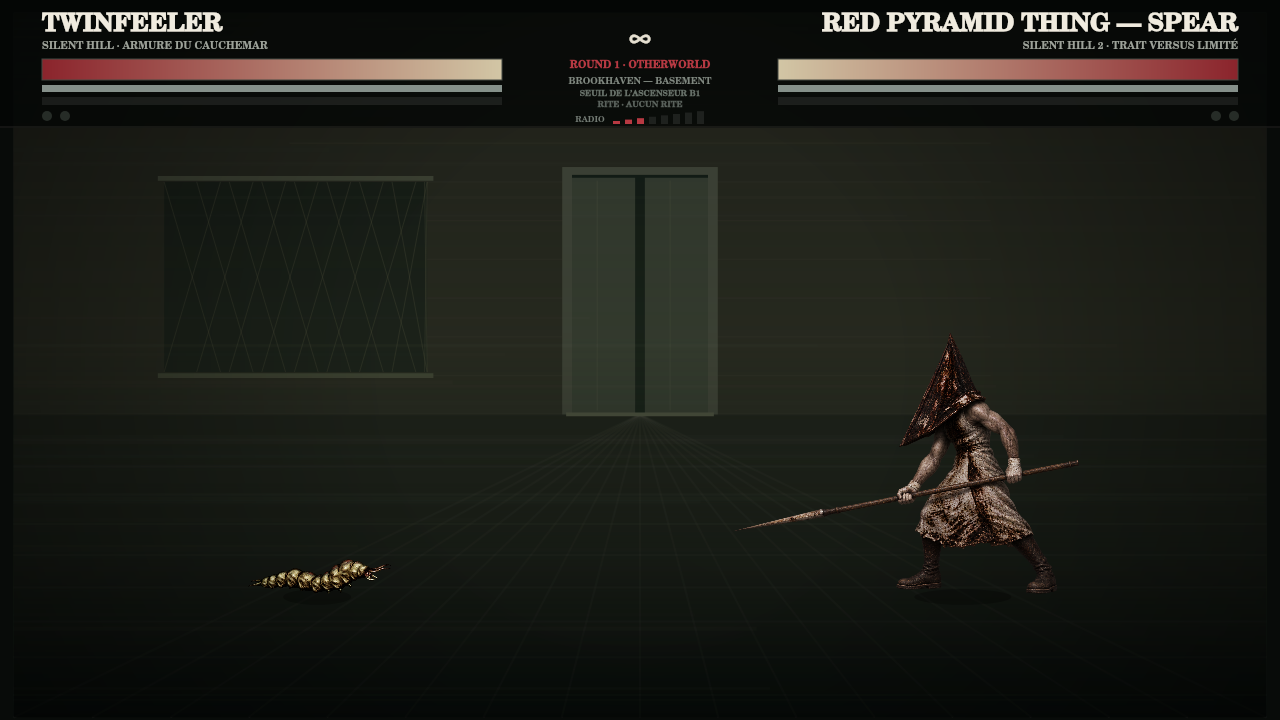 TWINFEELER
SILENT HILL · ARMURE DU CAUCHEMAR
∞
ROUND 1 · OTHERWORLD
BROOKHAVEN — BASEMENT
SEUIL DE L'ASCENSEUR B1
RITE · AUCUN RITE
RADIO
RED PYRAMID THING — SPEAR
SILENT HILL 2 · TRAIT VERSUS LIMITÉ